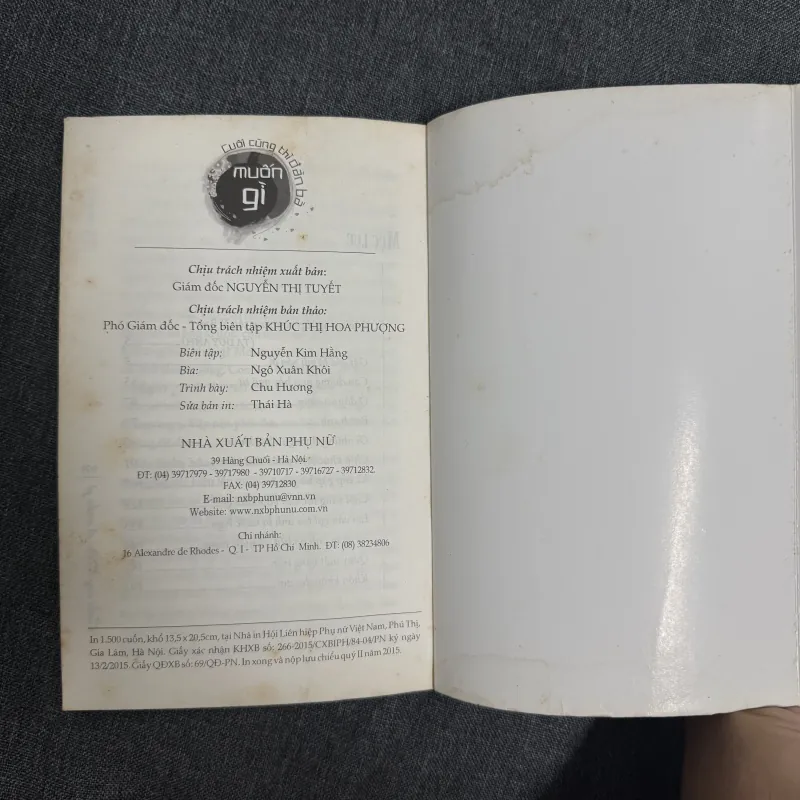 Cuối cùng thì đàn bà
muốn
gì
Chịu trách nhiệm xuất bản:
Giám đốc NGUYỄN THỊ TUYẾT
Chịu trách nhiệm bản thảo:
Phó Giám đốc - Tổng biên tập KHÚC THỊ HOA PHƯỢNG
Biên tập: Nguyễn Kim Hằng
Bìa: Ngô Xuân Khôi
Trình bày: Chu Hương
Sửa bản in: Thái Hà
NHÀ XUẤT BẢN PHỤ NỮ
39 Hàng Chuối - Hà Nội.
ĐT: (04) 39717979 - 39717980 - 39710717 - 39716727 - 39712832.
FAX: (04) 39712830
E-mail: nxbphunu@vnn.vn
Website: www.nxbphunu.com.vn
Chi nhánh:
16 Alexandre de Rhodes - Q. I - TP Hồ Chí Minh. ĐT: (08) 38234806
In 1.500 cuốn, khổ 13,5 x 20,5cm, tại Nhà in Hội Liên hiệp Phụ nữ Việt Nam, Phú Thị,
Gia Lâm, Hà Nội. Giấy xác nhận KHXB số: 266-2015/CXBIPH/84-04/PN ký ngày
13/2/2015. Giấy QĐXB số: 69/QĐ-PN. In xong và nộp lưu chiểu quý II năm 2015.